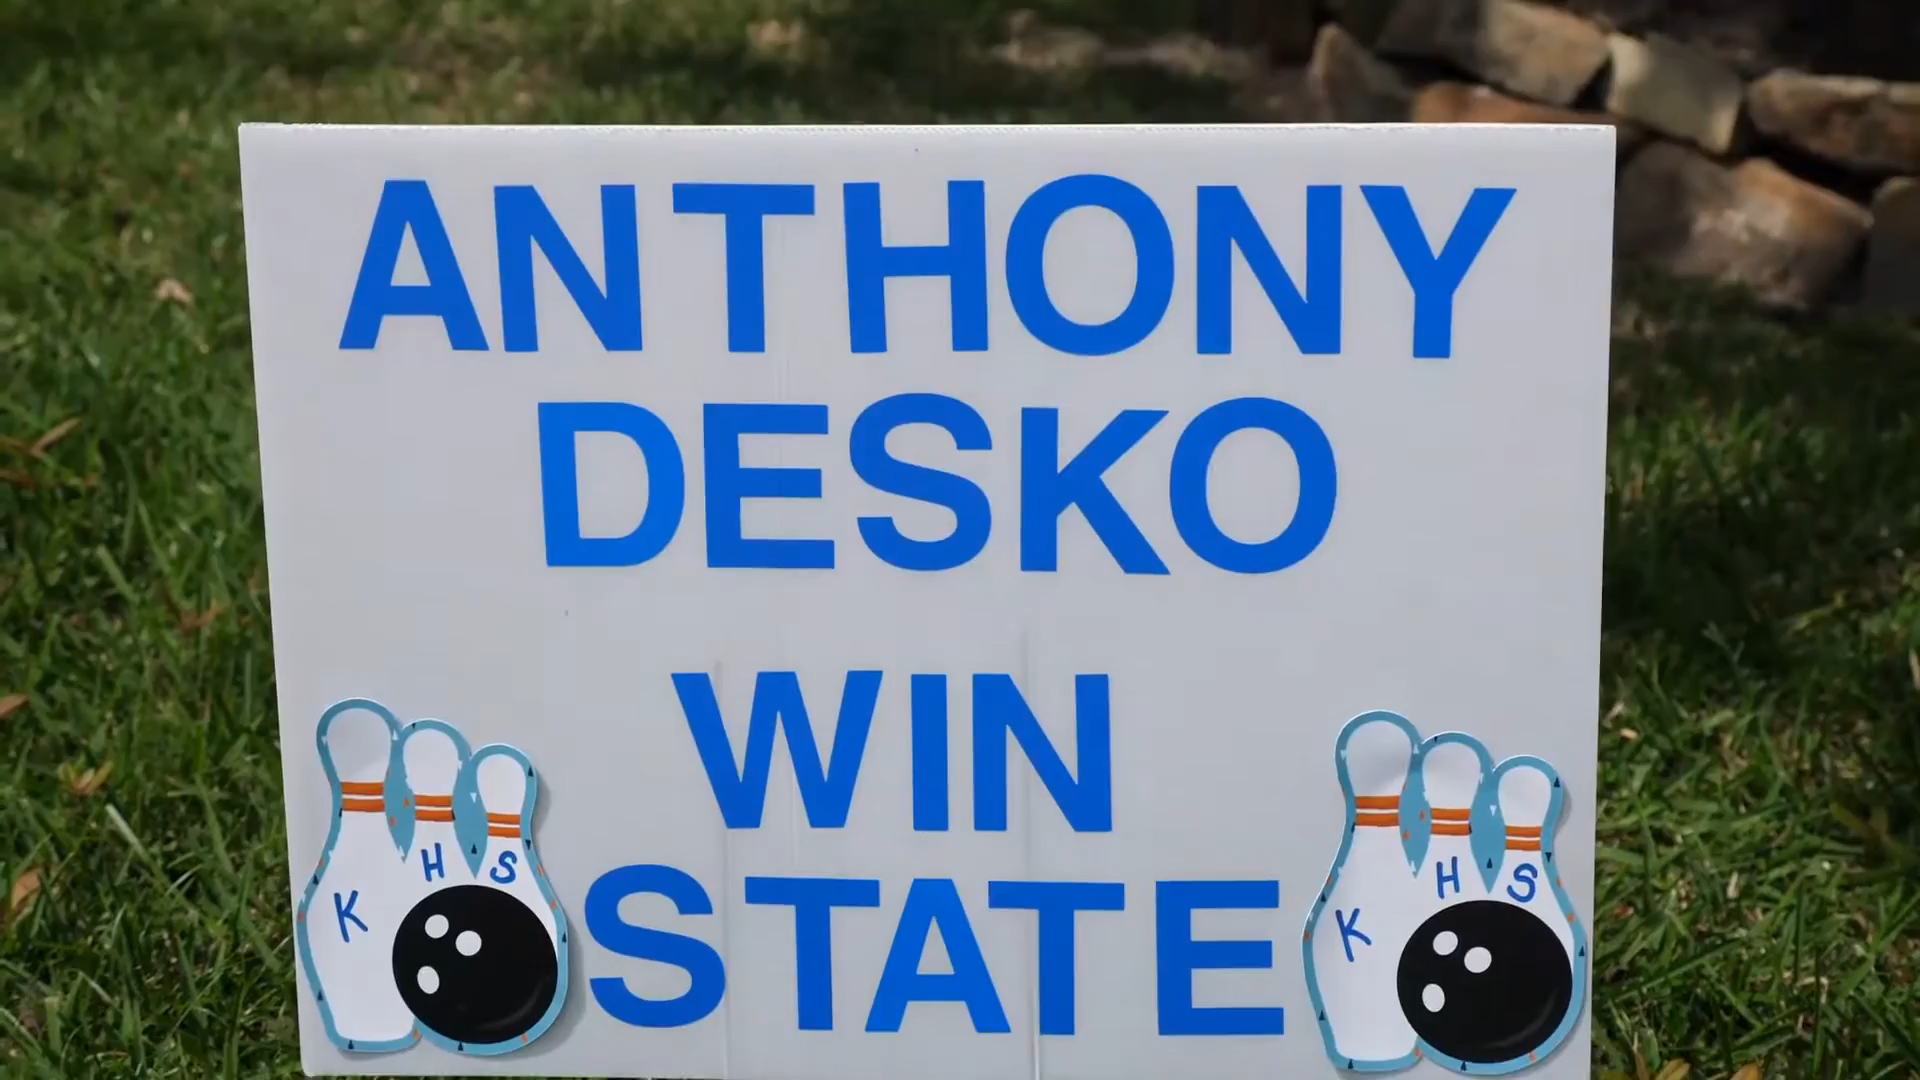 ANTHONY
DESKO
WIN
STATE
K H S
K H S